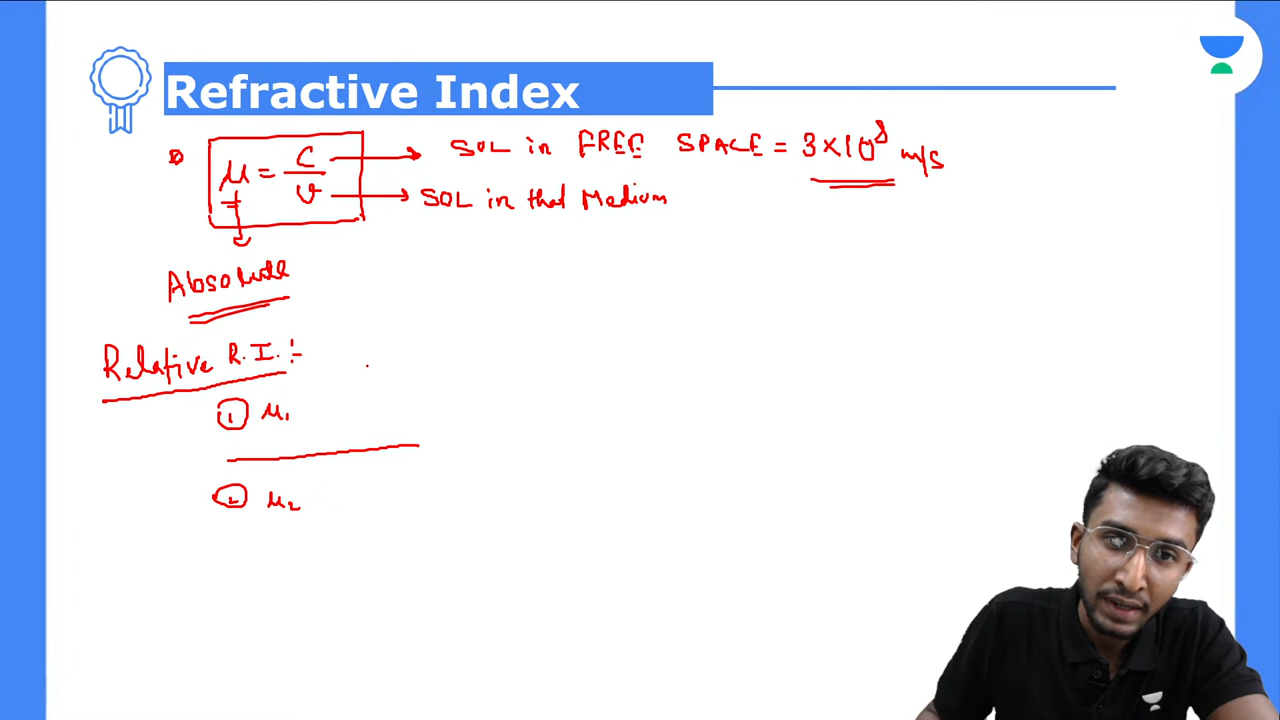 Refractive Index
μ = C/v
SOL in FREE SPACE = 3×10⁸ m/s
SOL in that Medium
Absolute
Relative R.I. :-
① μ₁
② μ₂